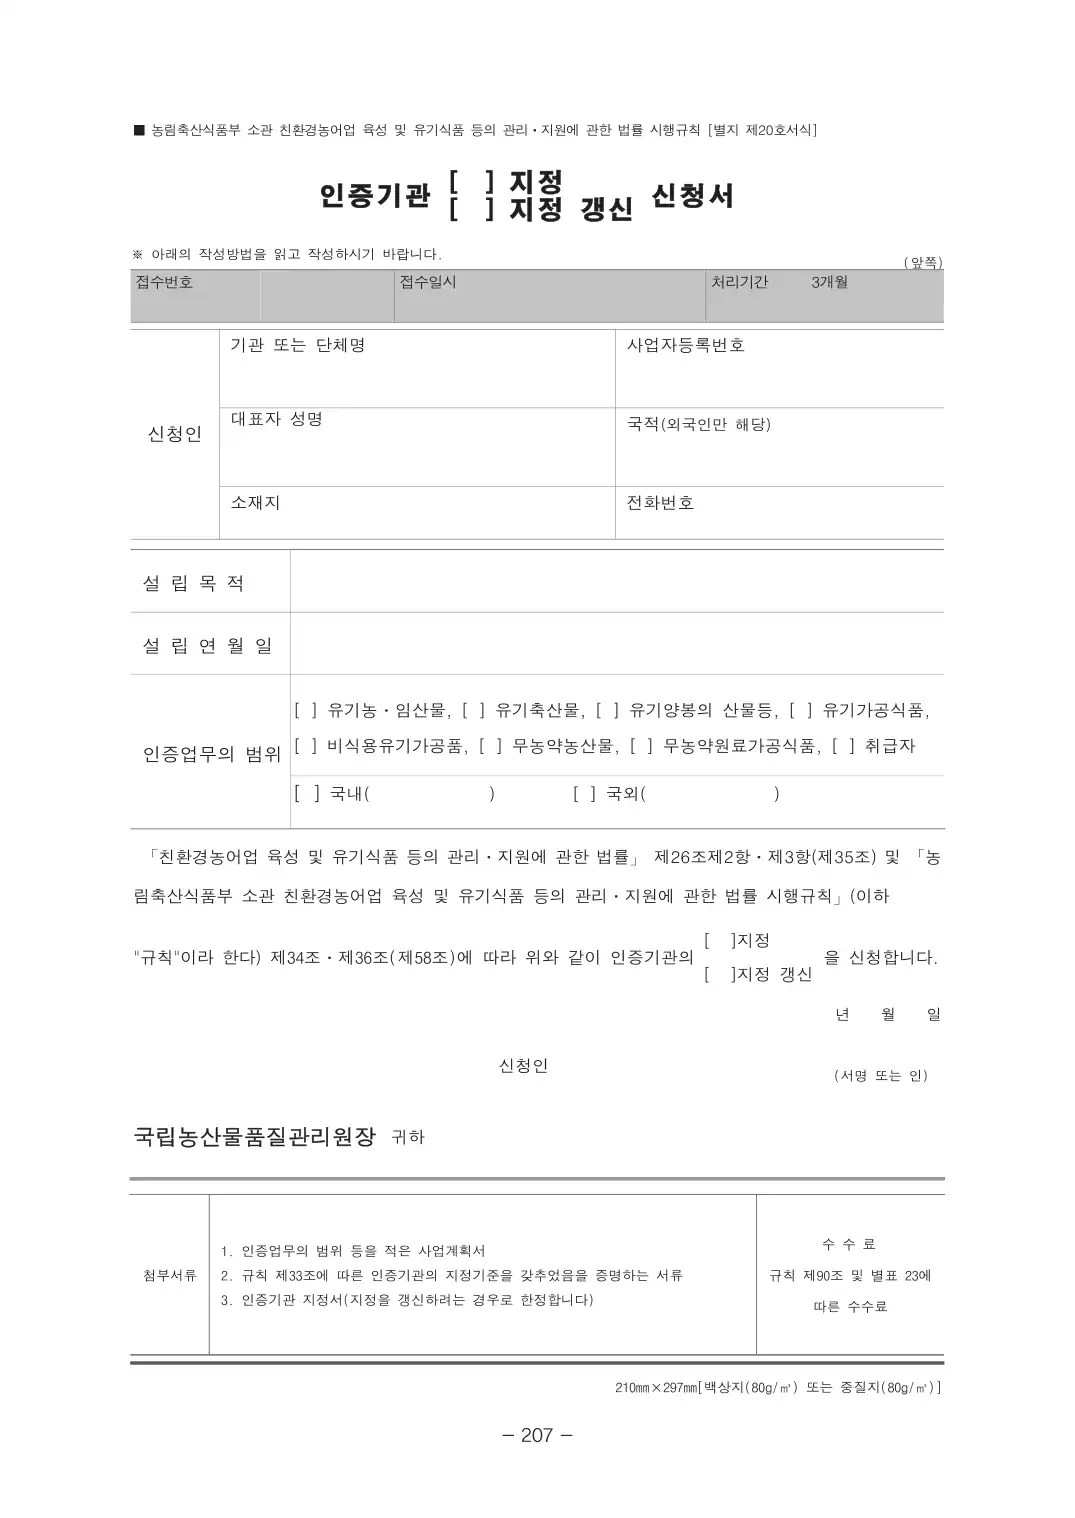 ■ 농림축산식품부 소관 친환경농어업 육성 및 유기식품 등의 관리ㆍ지원에 관한 법률 시행규칙 [별지 제20호서식]
인증기관 [ ] 지정 신청서
[ ] 지정 갱신
※ 아래의 작성방법을 읽고 작성하시기 바랍니다.
(앞쪽)
접수번호 접수일시 처리기간 3개월
기관 또는 단체명 사업자등록번호
대표자 성명 국적(외국인만 해당)
신청인
소재지 전화번호
설 립 목 적
설 립 연 월 일
[ ] 유기농ㆍ임산물, [ ] 유기축산물, [ ] 유기양봉의 산물등, [ ] 유기가공식품,
인증업무의 범위 [ ] 비식용유기가공품, [ ] 무농약농산물, [ ] 무농약원료가공식품, [ ] 취급자
[ ] 국내( ) [ ] 국외( )
「친환경농어업 육성 및 유기식품 등의 관리ㆍ지원에 관한 법률」 제26조제2항ㆍ제3항(제35조) 및 「농
림축산식품부 소관 친환경농어업 육성 및 유기식품 등의 관리ㆍ지원에 관한 법률 시행규칙」(이하
[ ]지정
"규칙"이라 한다) 제34조ㆍ제36조(제58조)에 따라 위와 같이 인증기관의 을 신청합니다.
[ ]지정 갱신
년 월 일
신청인
(서명 또는 인)
국립농산물품질관리원장 귀하
첨부서류
1. 인증업무의 범위 등을 적은 사업계획서
2. 규칙 제33조에 따른 인증기관의 지정기준을 갖추었음을 증명하는 서류
3. 인증기관 지정서(지정을 갱신하려는 경우로 한정합니다)
수 수 료
규칙 제90조 및 별표 23에
따른 수수료
210㎜×297㎜[백상지(80g/㎡) 또는 중질지(80g/㎡)]
- 207 -